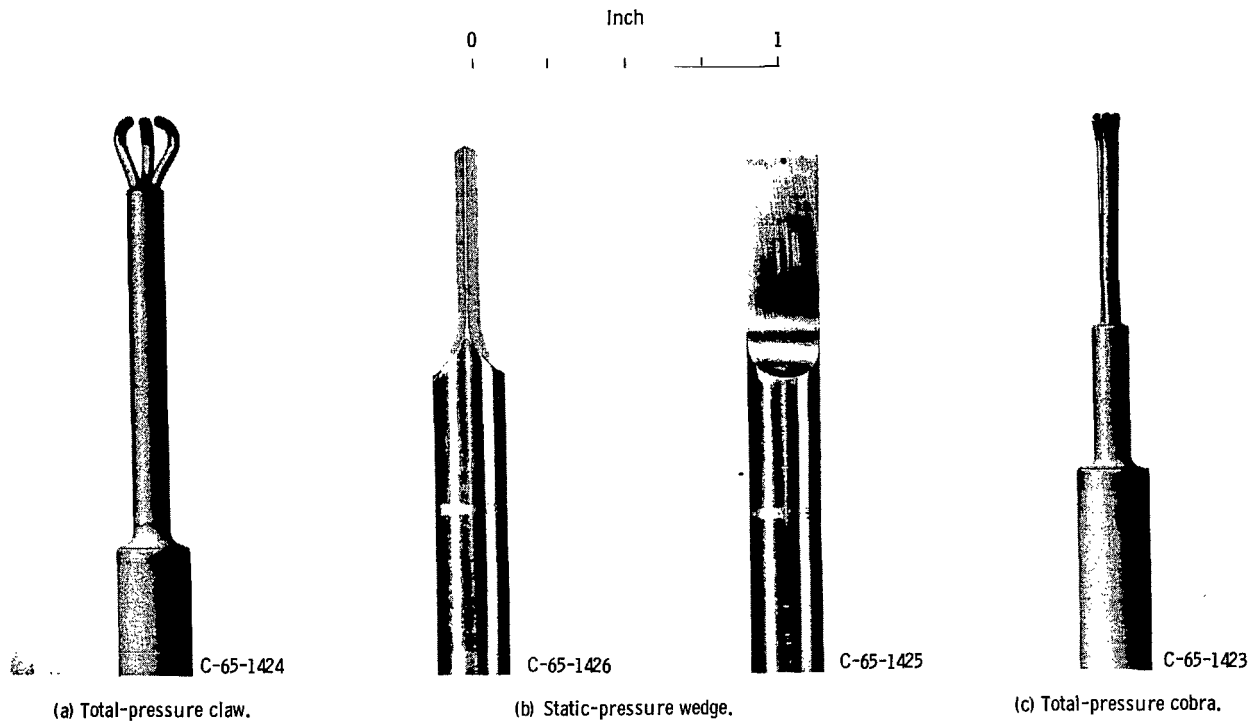 Inch
0 1
C-65-1424
C-65-1426
C-65-1425
C-65-1423
(a) Total-pressure claw.
(b) Static-pressure wedge.
(c) Total-pressure cobra.